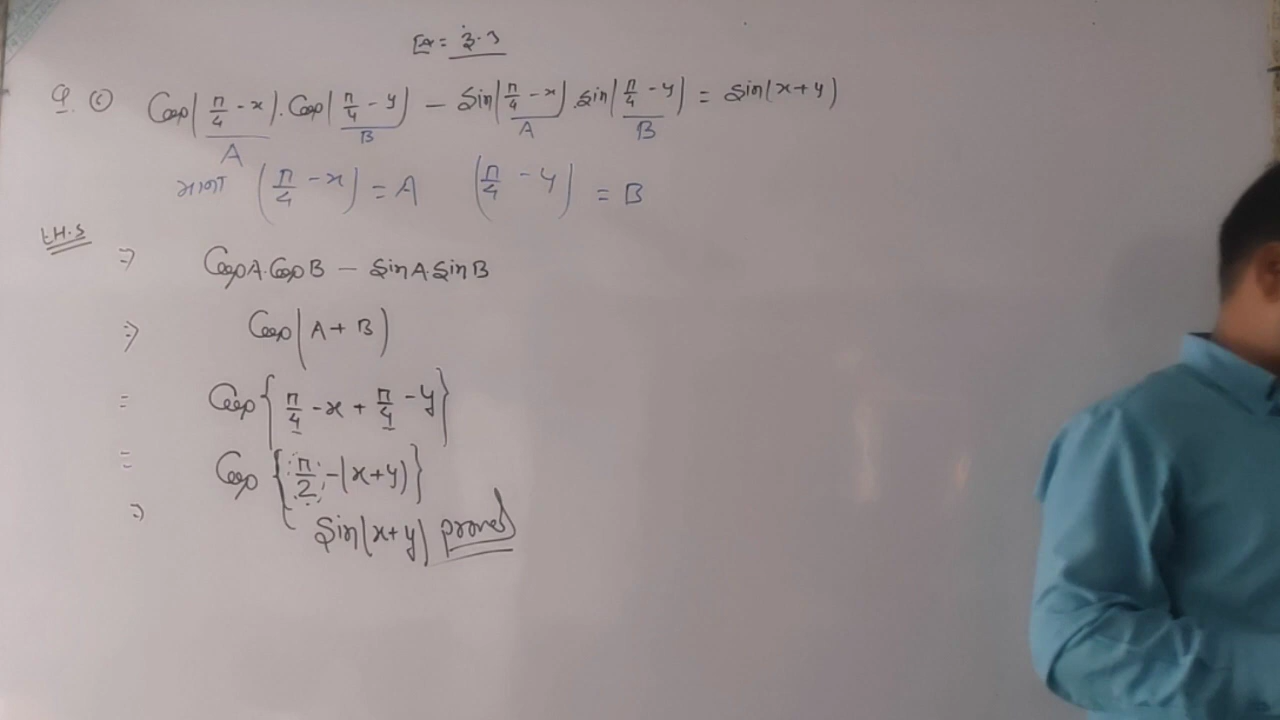 Ex = 3.3
Q. (c) Cos(π/4 - x).Cos(π/4 - y) - Sin(π/4 - x).Sin(π/4 - y) = Sin(x+y)
A B A B
माना (π/4 - x) = A (π/4 - y) = B
L.H.S
⇒ CosA.CosB - SinA.SinB
⇒ Cos(A+B)
= Cos{π/4 - x + π/4 - y}
= Cos{π/2 - (x+y)}
⇒ Sin(x+y) proved